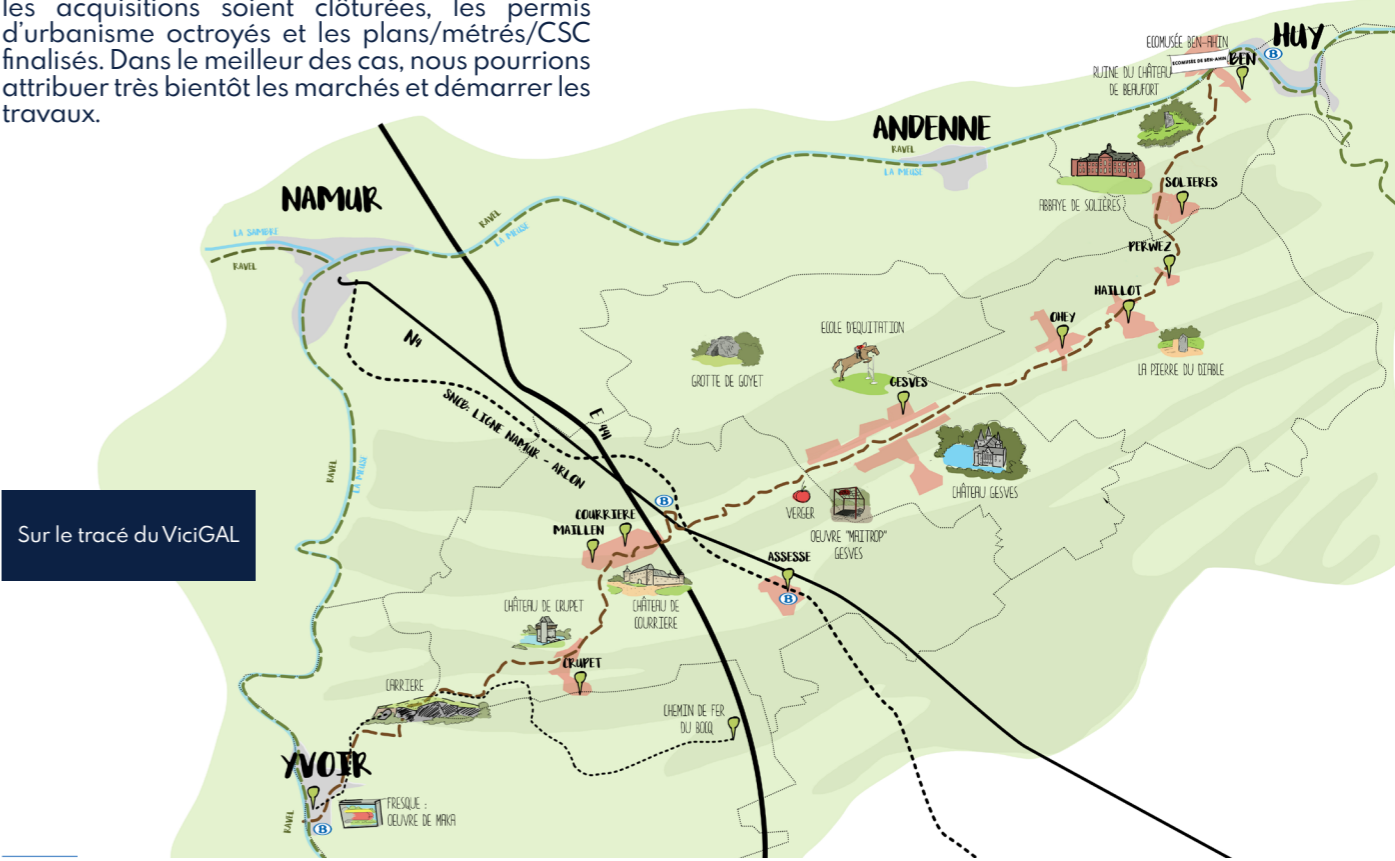 les acquisitions soient clôturées, les permis
d'urbanisme octroyés et les plans/métrés/CSC
finalisés. Dans le meilleur des cas, nous pourrions
attribuer très bientôt les marchés et démarrer les
travaux.
HUY
ECOMUSÉE BEN-AHIN
ECOMUSÉE DE BEN-AHIN
BEN
B
RUINE DU CHÂTEAU
DE BEAUFORT
ANDENNE
RAVEL
LA MEUSE
ABBAYE DE SOLIÈRES
SOLIERES
NAMUR
LA SAMBRE
RAVEL
RAVEL
LA MEUSE
PERWEZ
HAILLOT
OHEY
LA PIERRE DU DIABLE
N4
ECOLE D'EQUITATION
GROTTE DE GOYET
GESVES
SNCB: LIGNE NAMUR - ARLON
E 411
RAVEL
LA MEUSE
CHÂTEAU GESVES
VERGER
OEUVRE "MAITROP"
GESVES
B
COURRIERE
MAILLEN
Sur le tracé du ViciGAL
ASSESSE
B
CHÂTEAU DE CRUPET
CHÂTEAU DE
COURRIERE
CRUPET
CARRIERE
CHEMIN DE FER
DU BOCQ
YVOIR
FRESQUE :
OEUVRE DE MAKA
RAVEL
B